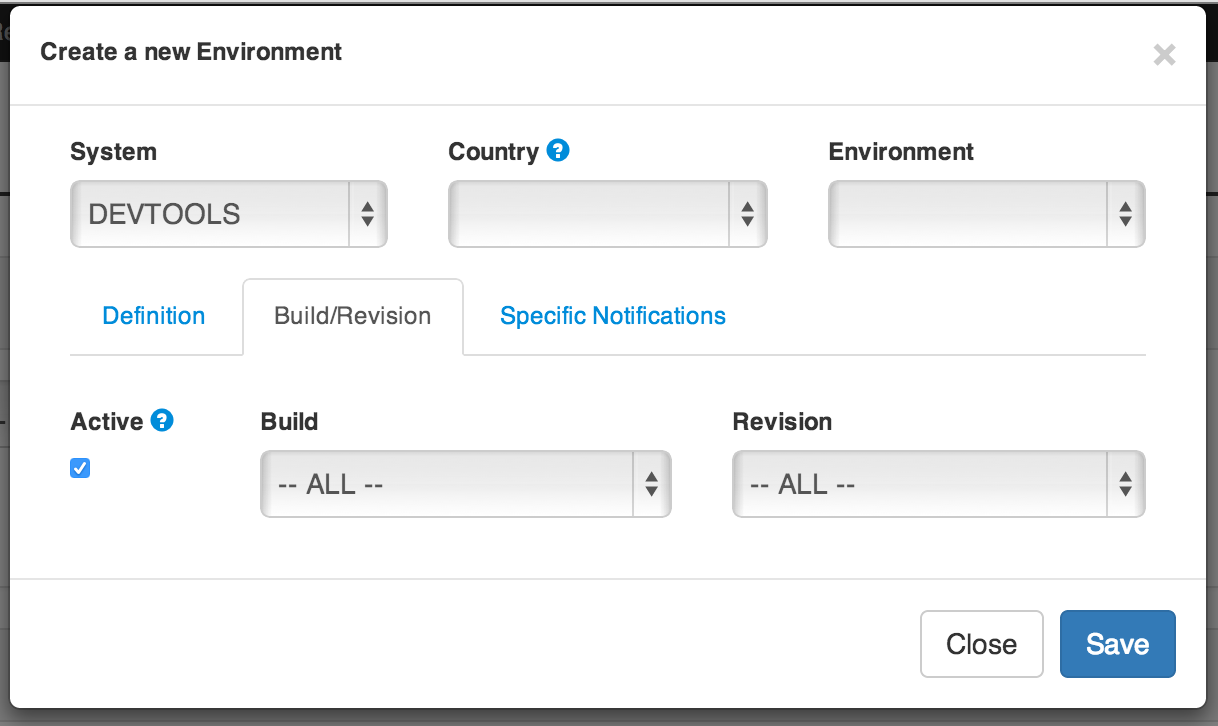 Create a new Environment ×
System Country ? Environment
DEVTOOLS
Definition Build/Revision Specific Notifications
Active ? Build Revision
-- ALL -- -- ALL --
Close Save